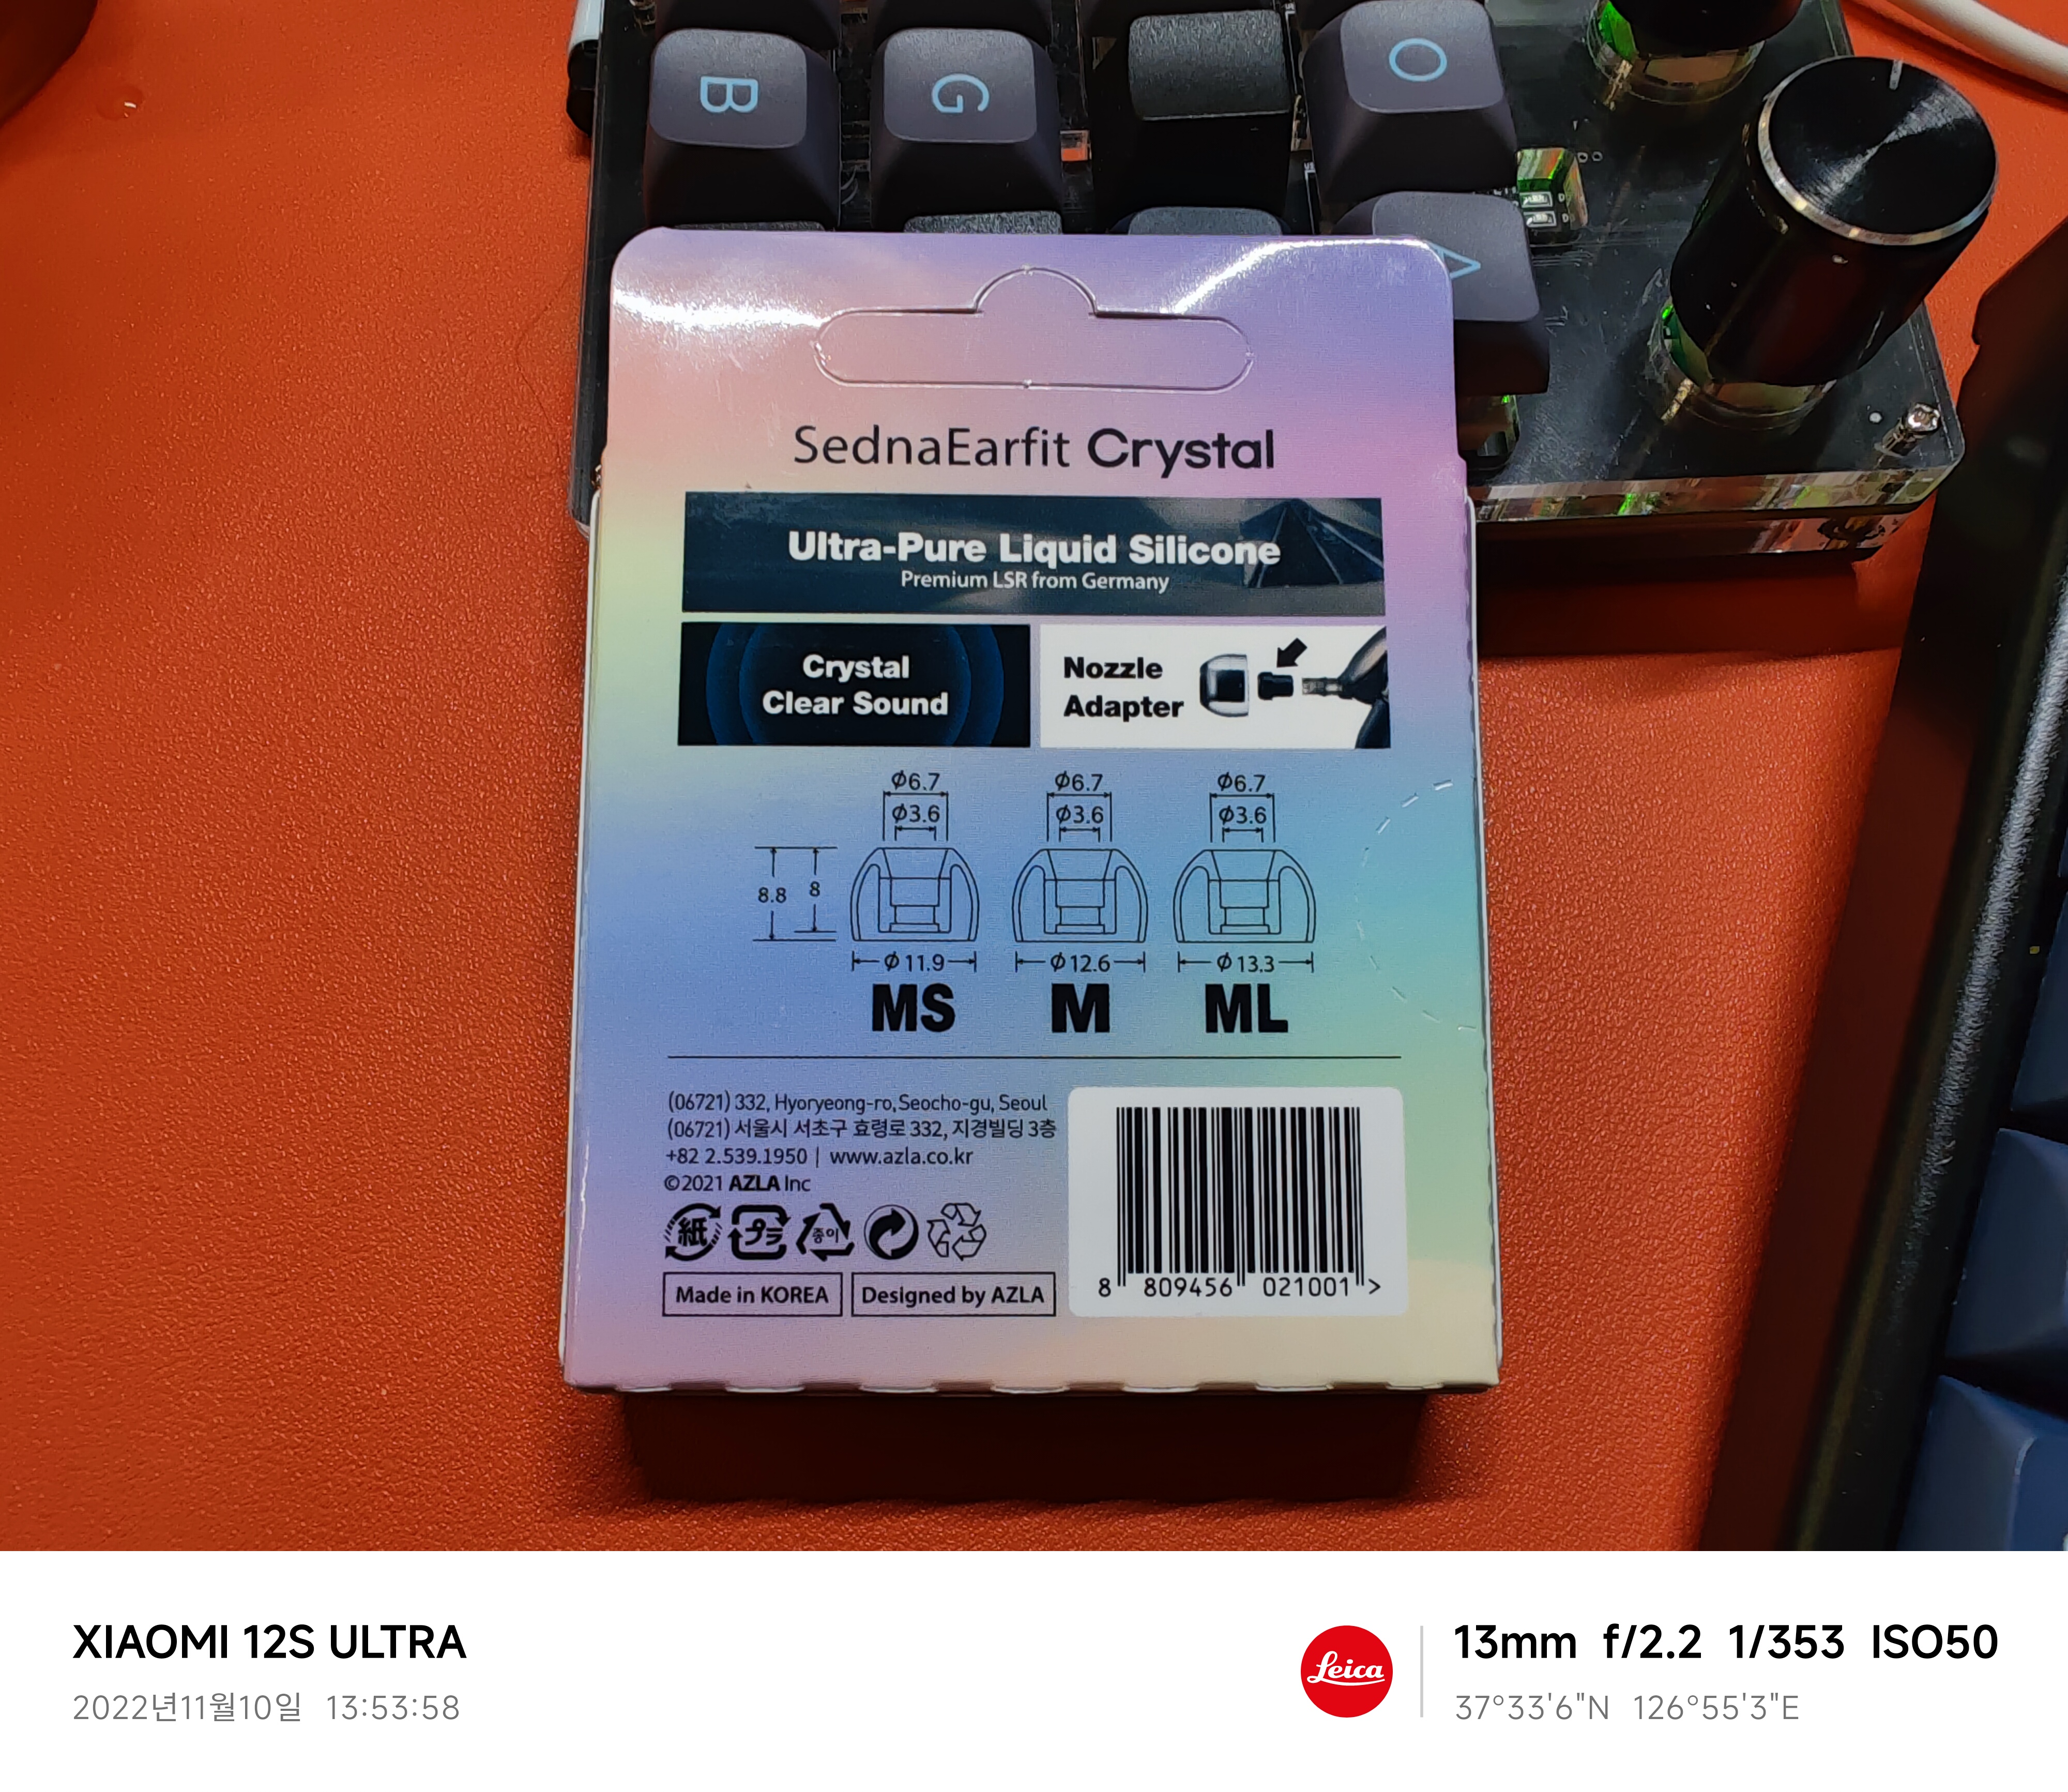 B G O A
SednaEarfit Crystal
Ultra-Pure Liquid Silicone
Premium LSR from Germany
Crystal
Clear Sound
Nozzle
Adapter
Φ6.7 Φ6.7 Φ6.7
Φ3.6 Φ3.6 Φ3.6
8.8 8
Φ11.9 Φ12.6 Φ13.3
MS M ML
(06721) 332, Hyoryeong-ro, Seocho-gu, Seoul
(06721) 서울시 서초구 효령로 332, 지경빌딩 3층
+82 2.539.1950 | www.azla.co.kr
©2021 AZLA Inc
紙 プラ 종이
Made in KOREA Designed by AZLA
8 809456 021001 >
XIAOMI 12S ULTRA
2022년11월10일 13:53:58
Leica
13mm f/2.2 1/353 ISO50
37°33'6"N 126°55'3"E